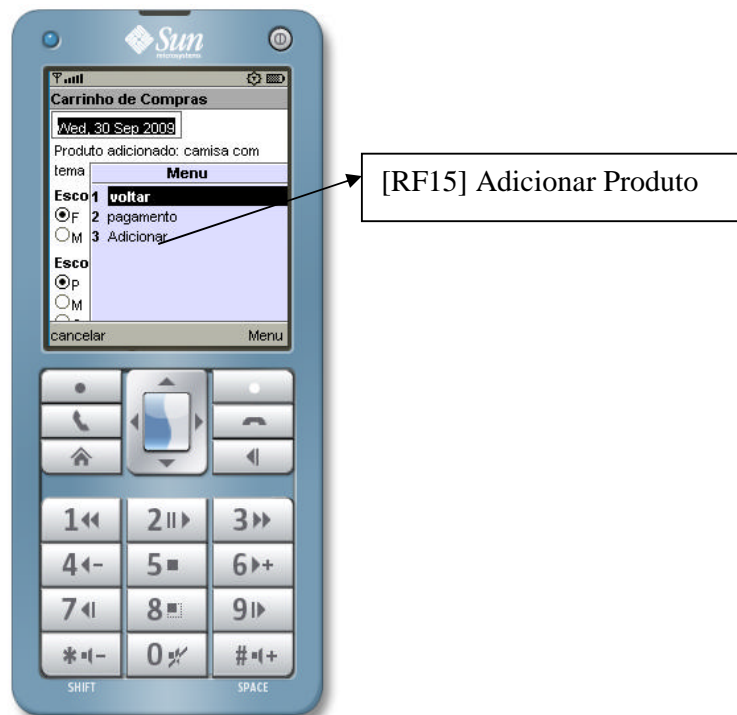 Sun
microsystems
Carrinho de Compras
Wed, 30 Sep 2009
Produto adicionado: camisa com
tema
Menu
Esco
1 voltar
F
2 pagamento
M
3 Adicionar
Esco
P
M
cancelar
Menu
[RF15] Adicionar Produto
1
2
3
4 -
5
6 +
7
8
9
* -
0
# +
SHIFT
SPACE